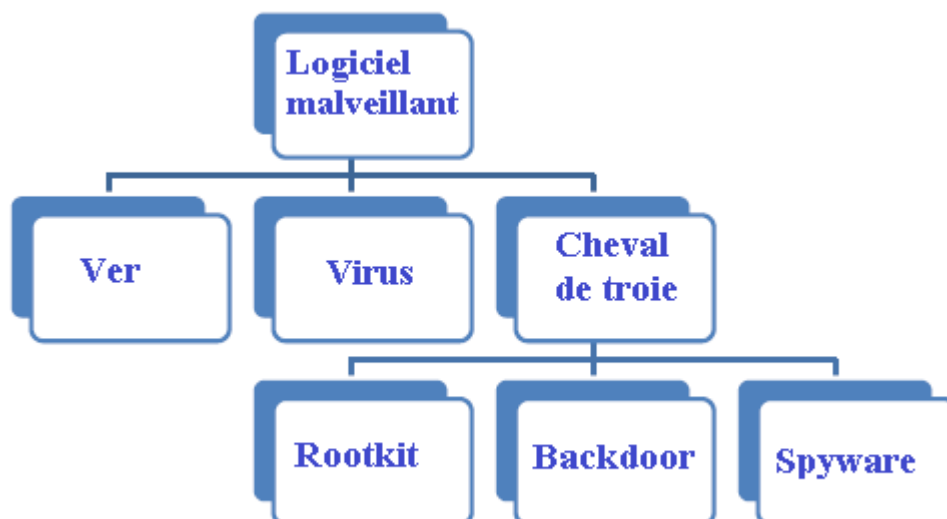 Logiciel
malveillant
Ver
Virus
Cheval
de troie
Rootkit
Backdoor
Spyware